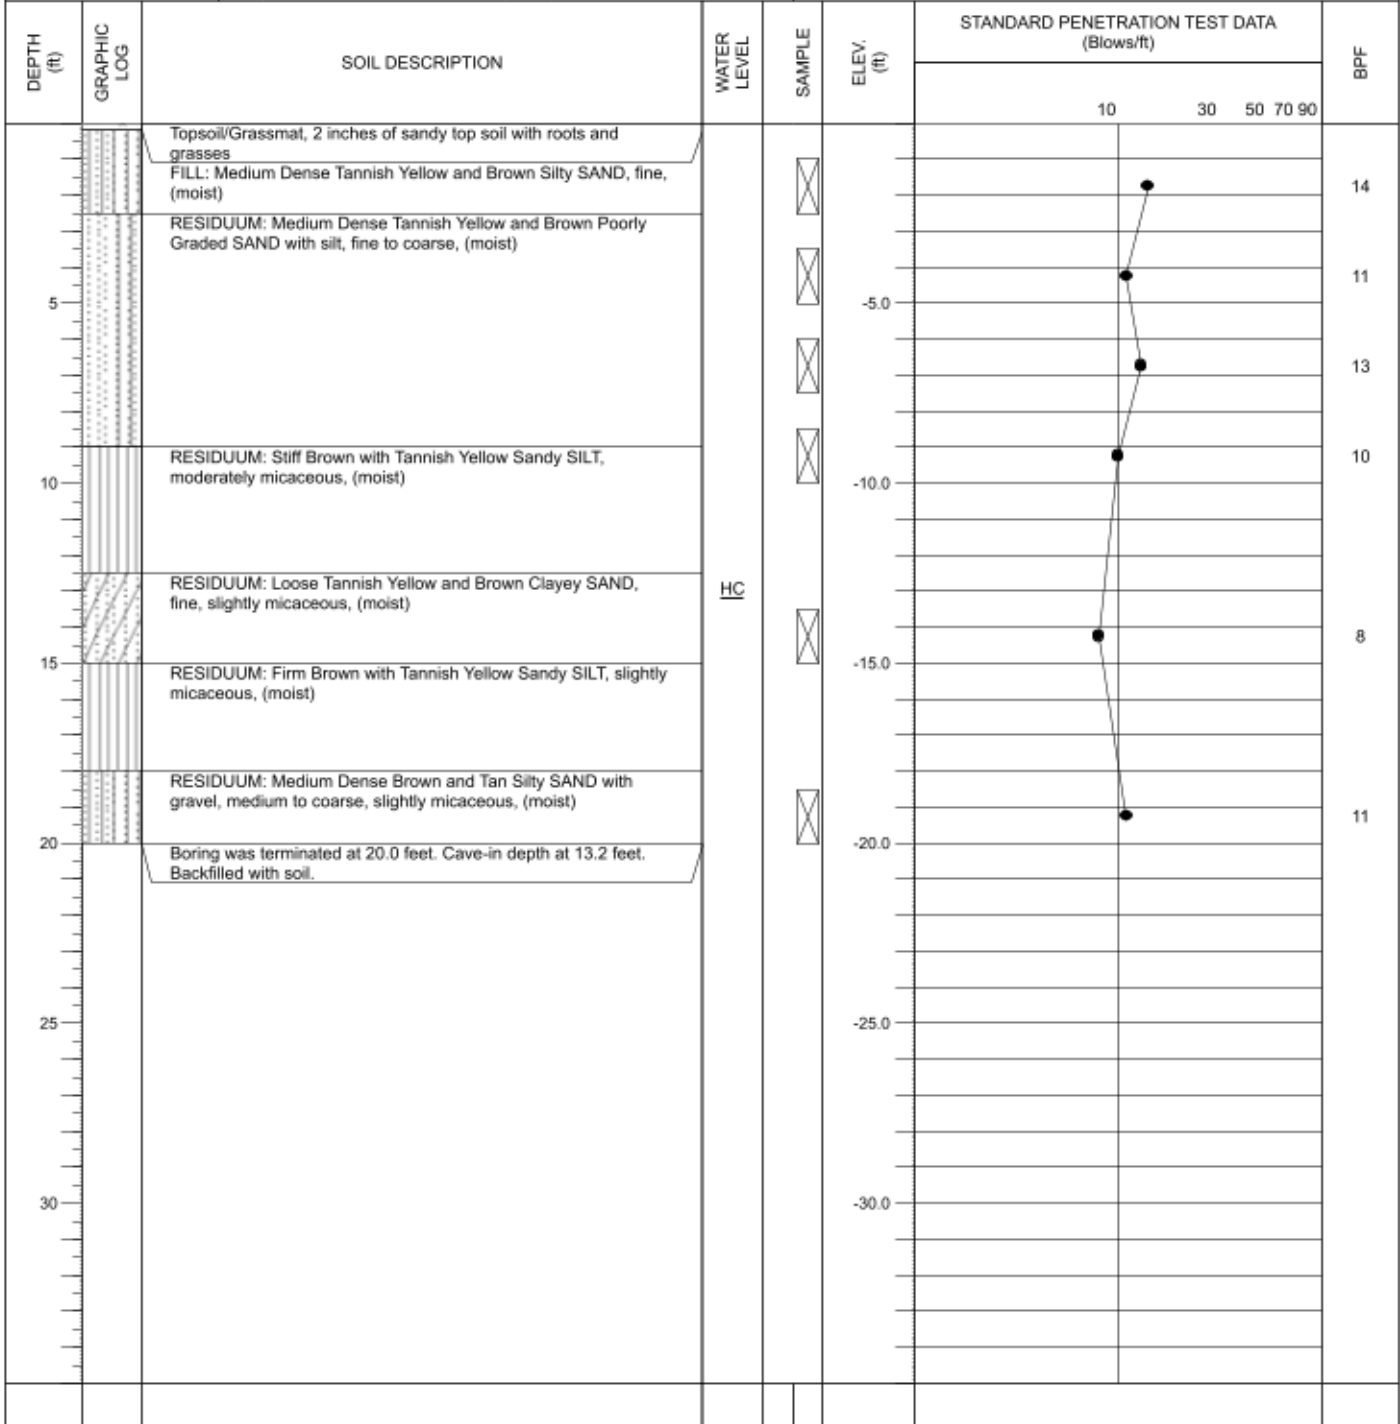 DEPTH
(ft)
GRAPHIC
LOG
SOIL DESCRIPTION
WATER
LEVEL
SAMPLE
ELEV.
(ft)
STANDARD PENETRATION TEST DATA
(Blows/ft)
BPF
10 30 50 70 90
Topsoil/Grassmat, 2 inches of sandy top soil with roots and
grasses
FILL: Medium Dense Tannish Yellow and Brown Silty SAND, fine,
(moist)
14
RESIDUUM: Medium Dense Tannish Yellow and Brown Poorly
Graded SAND with silt, fine to coarse, (moist)
11
5 -5.0
13
RESIDUUM: Stiff Brown with Tannish Yellow Sandy SILT,
moderately micaceous, (moist)
10
10 -10.0
RESIDUUM: Loose Tannish Yellow and Brown Clayey SAND,
fine, slightly micaceous, (moist)
HC
8
15 -15.0
RESIDUUM: Firm Brown with Tannish Yellow Sandy SILT, slightly
micaceous, (moist)
RESIDUUM: Medium Dense Brown and Tan Silty SAND with
gravel, medium to coarse, slightly micaceous, (moist)
11
20 -20.0
Boring was terminated at 20.0 feet. Cave-in depth at 13.2 feet.
Backfilled with soil.
25 -25.0
30 -30.0